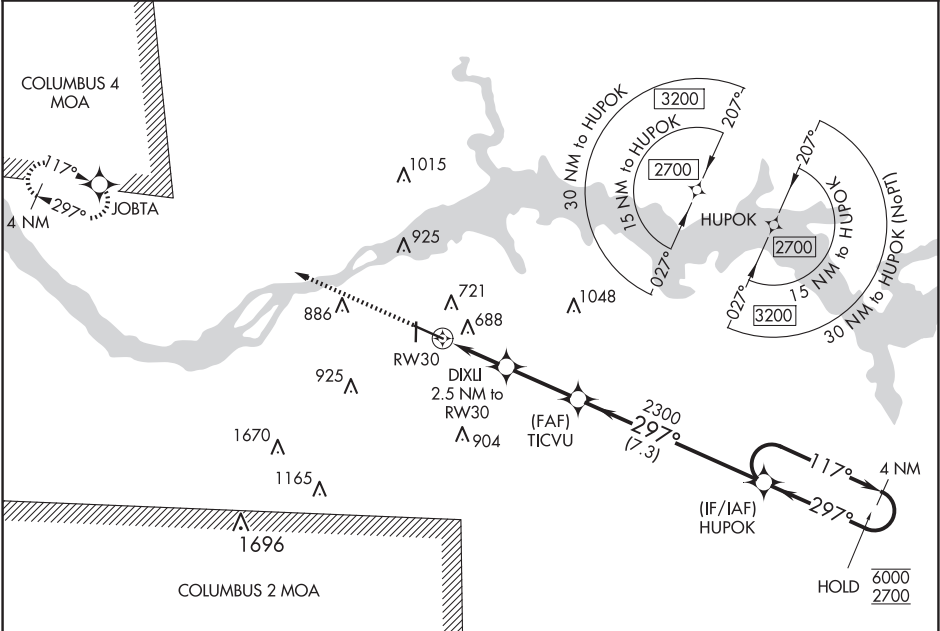 COLUMBUS 4
MOA
117°
297°
4 NM
JOBTA
1015
925
886
721
688
1048
RW30
925
DIXLI
2.5 NM to
RW30
904
1670
1165
1696
COLUMBUS 2 MOA
(FAF)
TICVU
2300
297°
(7.3)
(IF/IAF)
HUPOK
117°
297°
4 NM
HOLD
6000
2700
30 NM to HUPOK
3200
207°
15 NM to HUPOK
2700
027°
HUPOK
207°
2700
15 NM to HUPOK
027°
3200
30 NM to HUPOK (NoPT)